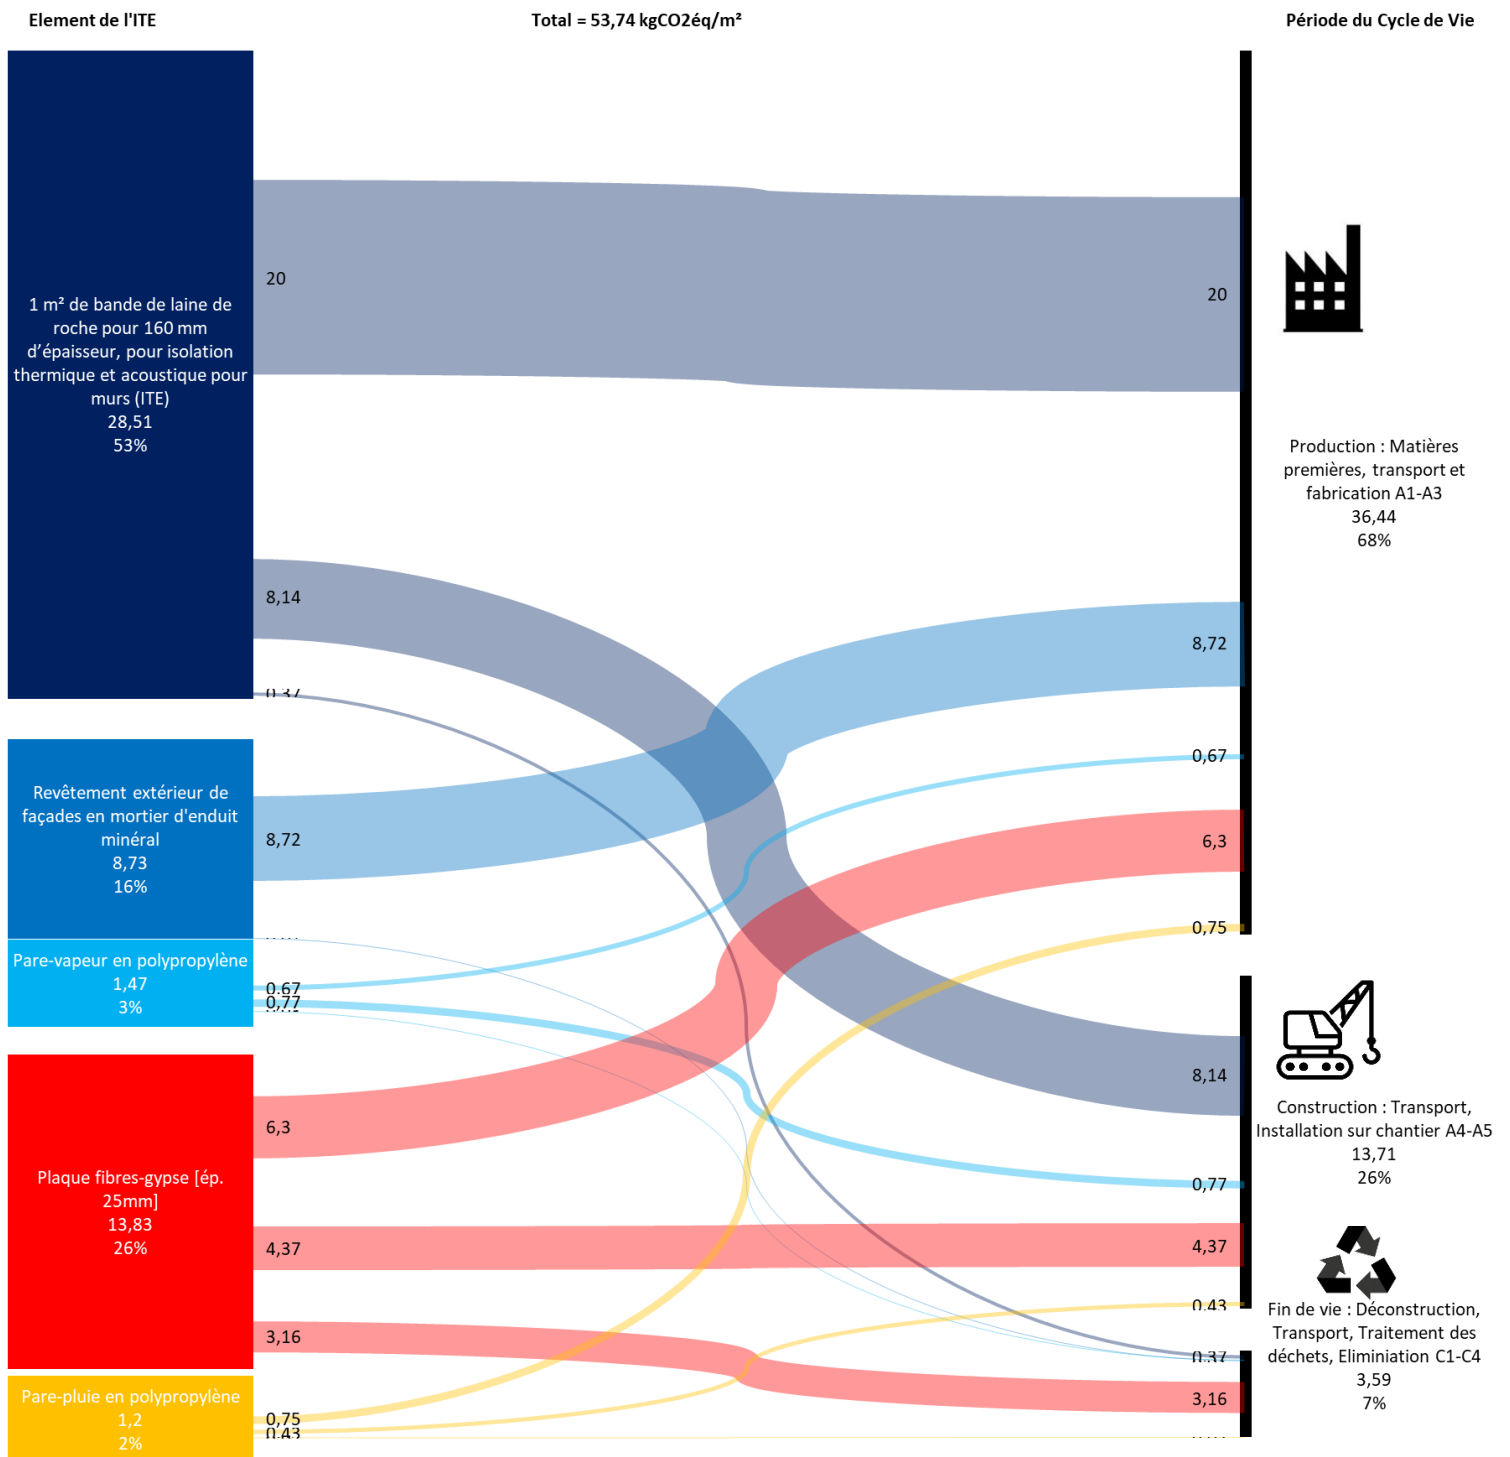 Element de l'ITE
Total = 53,74 kgCO2éq/m²
Période du Cycle de Vie
1 m² de bande de laine de
roche pour 160 mm
d’épaisseur, pour isolation
thermique et acoustique pour
murs (ITE)
28,51
53%
20
8,14
0,37
Revêtement extérieur de
façades en mortier d'enduit
minéral
8,73
16%
8,72
Pare-vapeur en polypropylène
1,47
3%
0,67
0,77
Plaque fibres-gypse [ép.
25mm]
13,83
26%
6,3
4,37
3,16
Pare-pluie en polypropylène
1,2
2%
0,75
0,43
20
8,72
0,67
6,3
0,75
8,14
0,77
4,37
0,43
0,37
3,16
Production : Matières
premières, transport et
fabrication A1-A3
36,44
68%
Construction : Transport,
Installation sur chantier A4-A5
13,71
26%
Fin de vie : Déconstruction,
Transport, Traitement des
déchets, Eliminiation C1-C4
3,59
7%